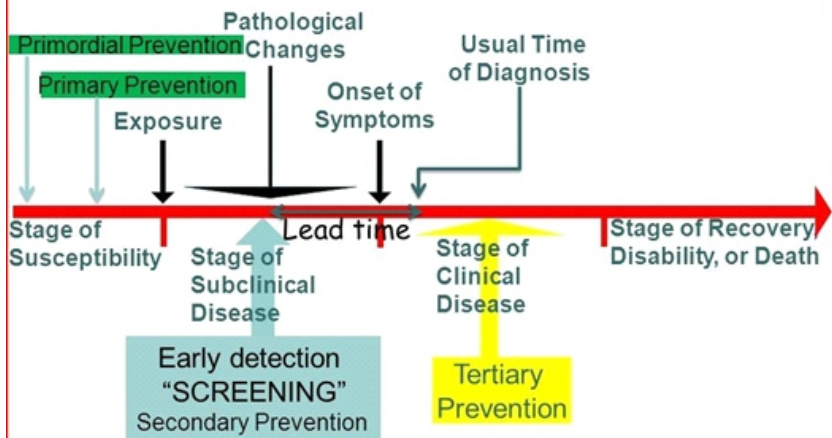 Pathological
Changes
Primordial Prevention
Usual Time
of Diagnosis
Primary Prevention
Onset of
Symptoms
Exposure
Lead time
Stage of
Susceptibility
Stage of
Subclinical
Disease
Stage of
Clinical
Disease
Stage of Recovery,
Disability, or Death
Early detection
“SCREENING”
Secondary Prevention
Tertiary
Prevention